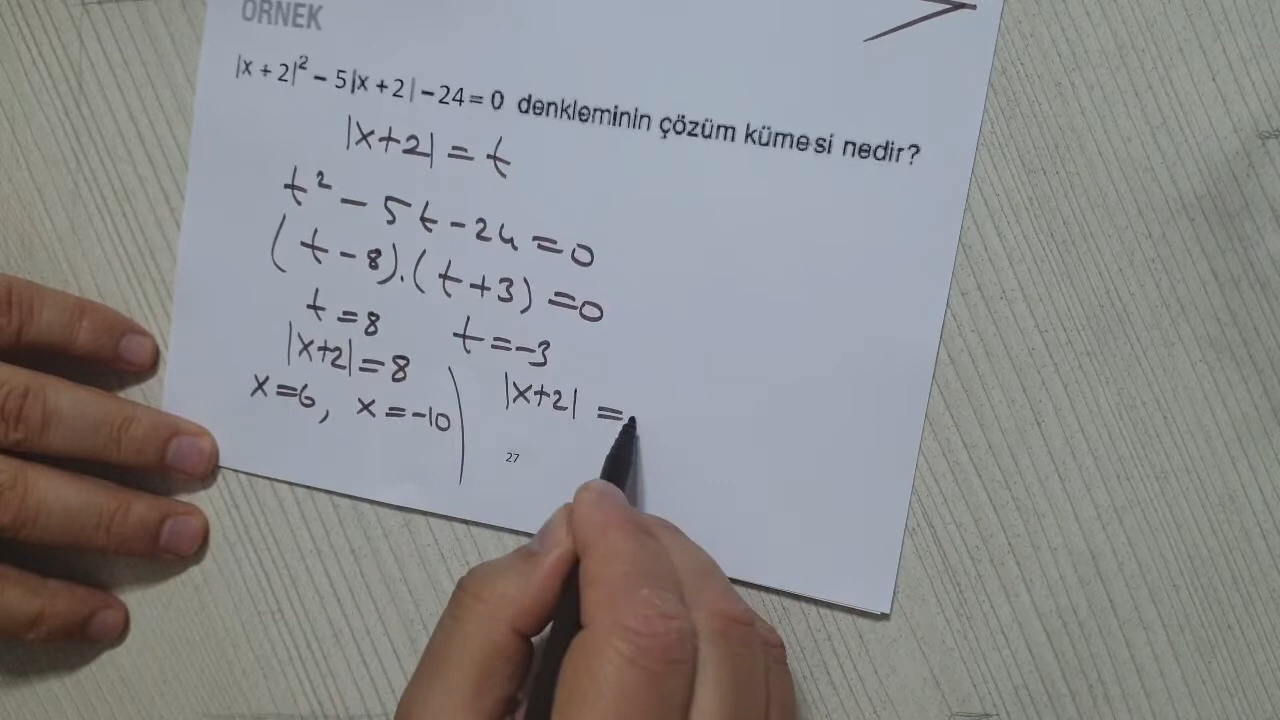 ÖRNEK
|x + 2|² – 5|x + 2| – 24 = 0 denkleminin çözüm kümesi nedir?
|x+2| = t
t² – 5t – 24 = 0
(t – 8).(t + 3) = 0
t = 8 t = –3
|x+2| = 8 |x+2| =
x = 6, x = –10
27